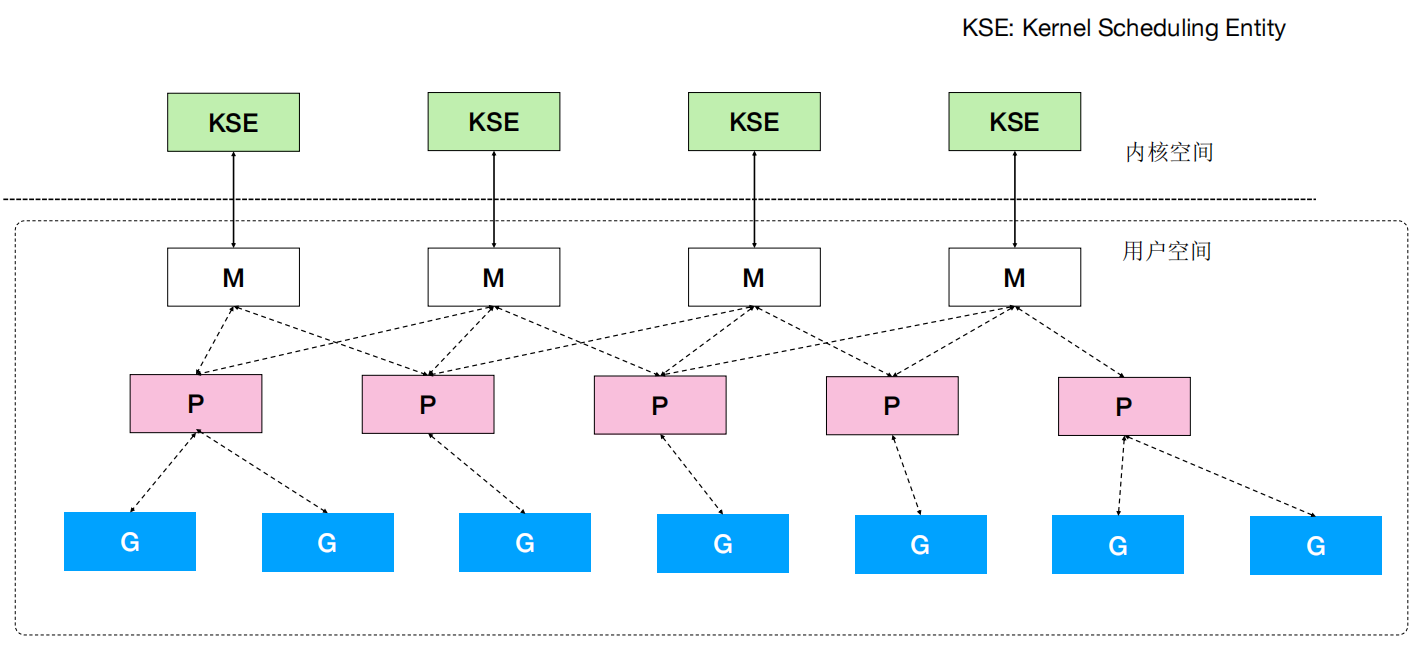 KSE: Kernel Scheduling Entity
KSE KSE KSE KSE
内核空间
用户空间
M M M M
P P P P P
G G G G G G G